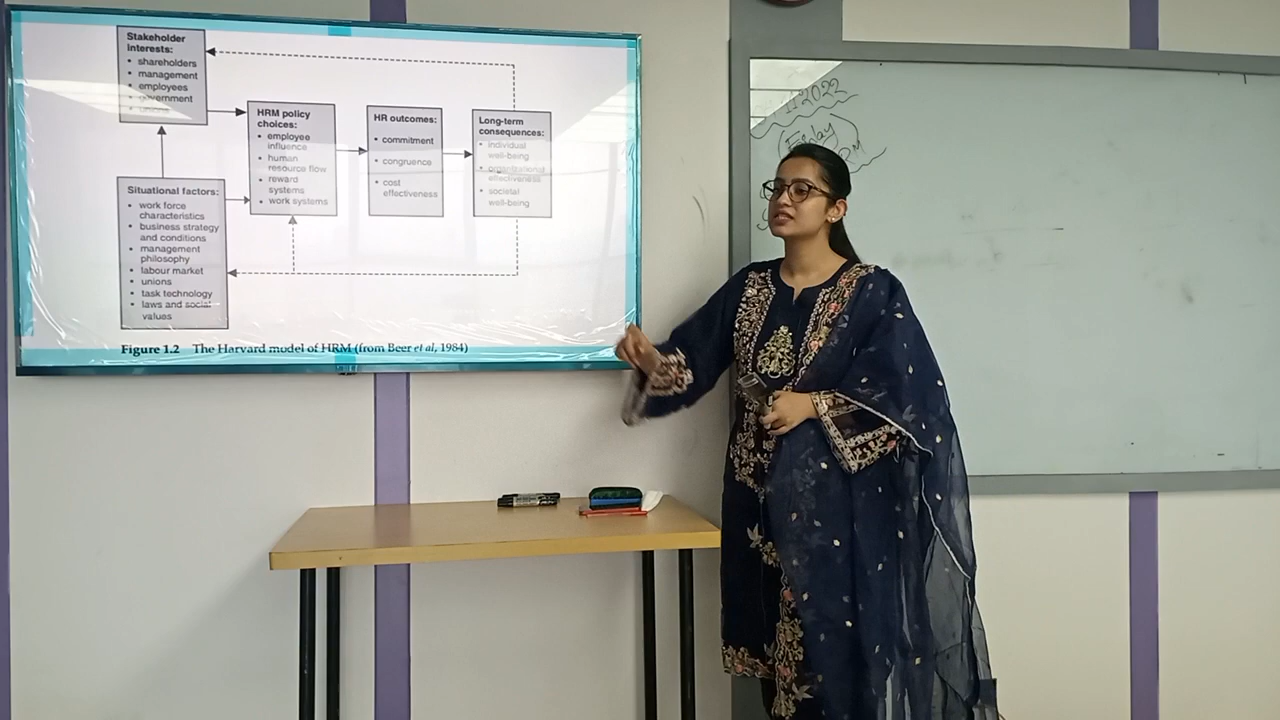 Stakeholder
interests:
• shareholders
• management
• employees
• government
HRM policy
choices:
• employee
influence
• human
resource flow
• reward
systems
• work systems
HR outcomes:
• commitment
• congruence
• cost
effectiveness
Long-term
consequences:
• individual
well-being
• organizational
effectiveness
• societal
well-being
Situational factors:
• work force
characteristics
• business strategy
and conditions
• management
philosophy
• labour market
• unions
• task technology
• laws and social
values
Figure 1.2 The Harvard model of HRM (from Beer et al, 1984)
2022
Friday